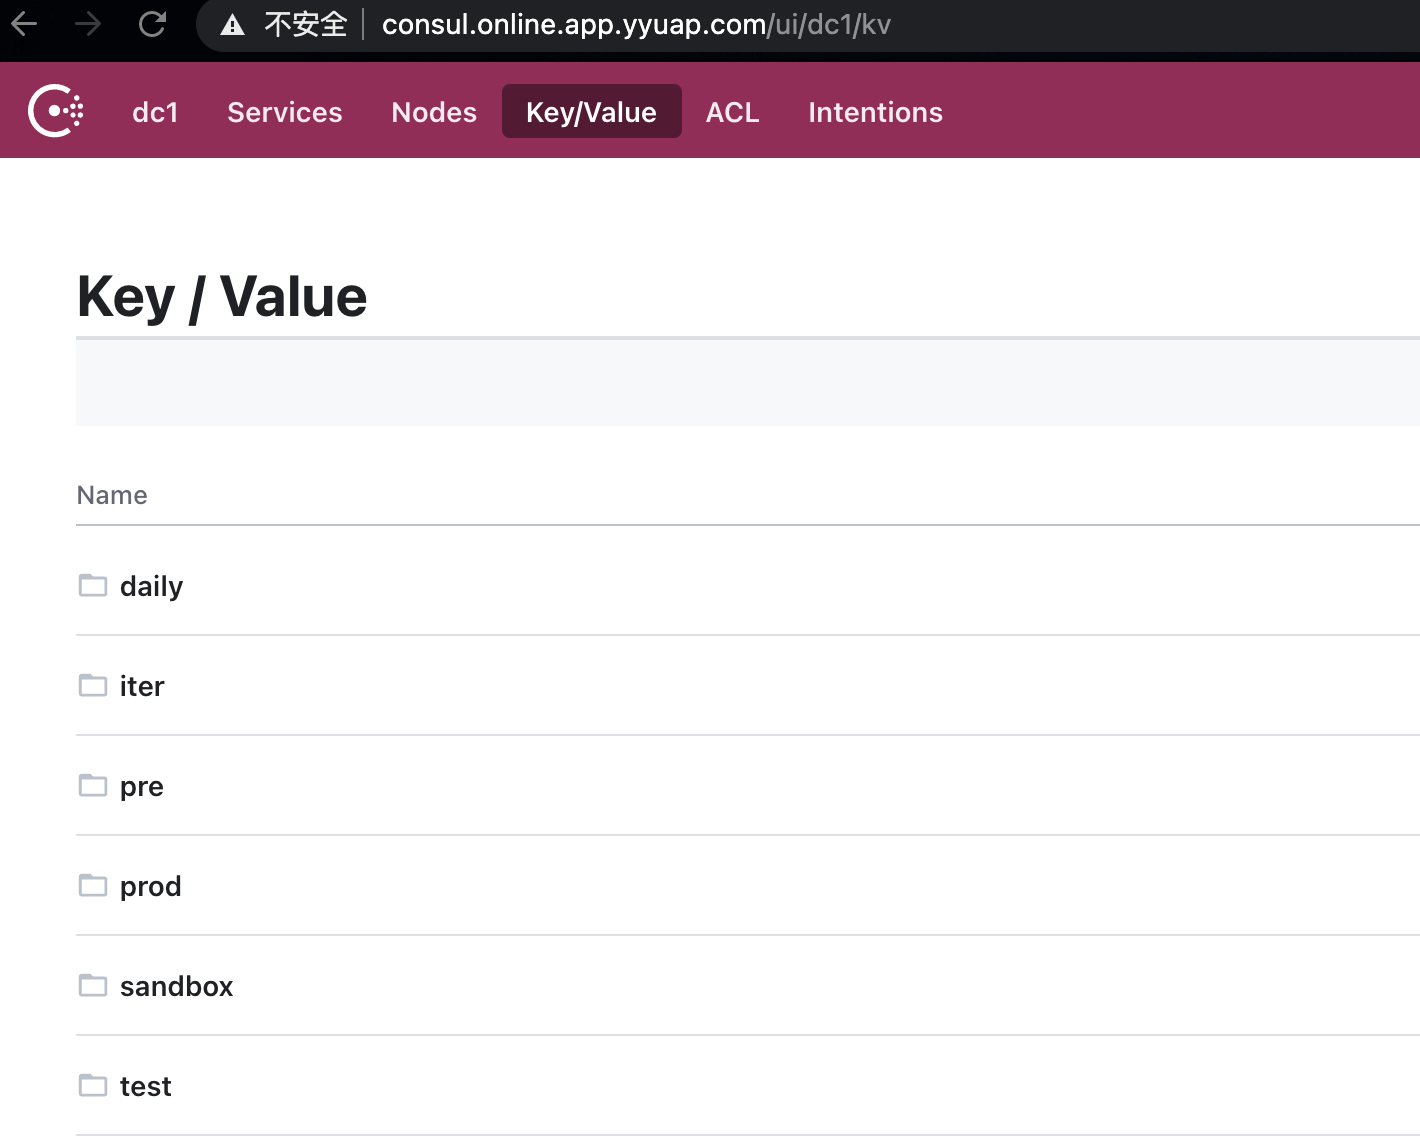 不安全 consul.online.app.yyuap.com/ui/dc1/kv
dc1 Services Nodes Key/Value ACL Intentions
Key / Value
Name
daily
iter
pre
prod
sandbox
test